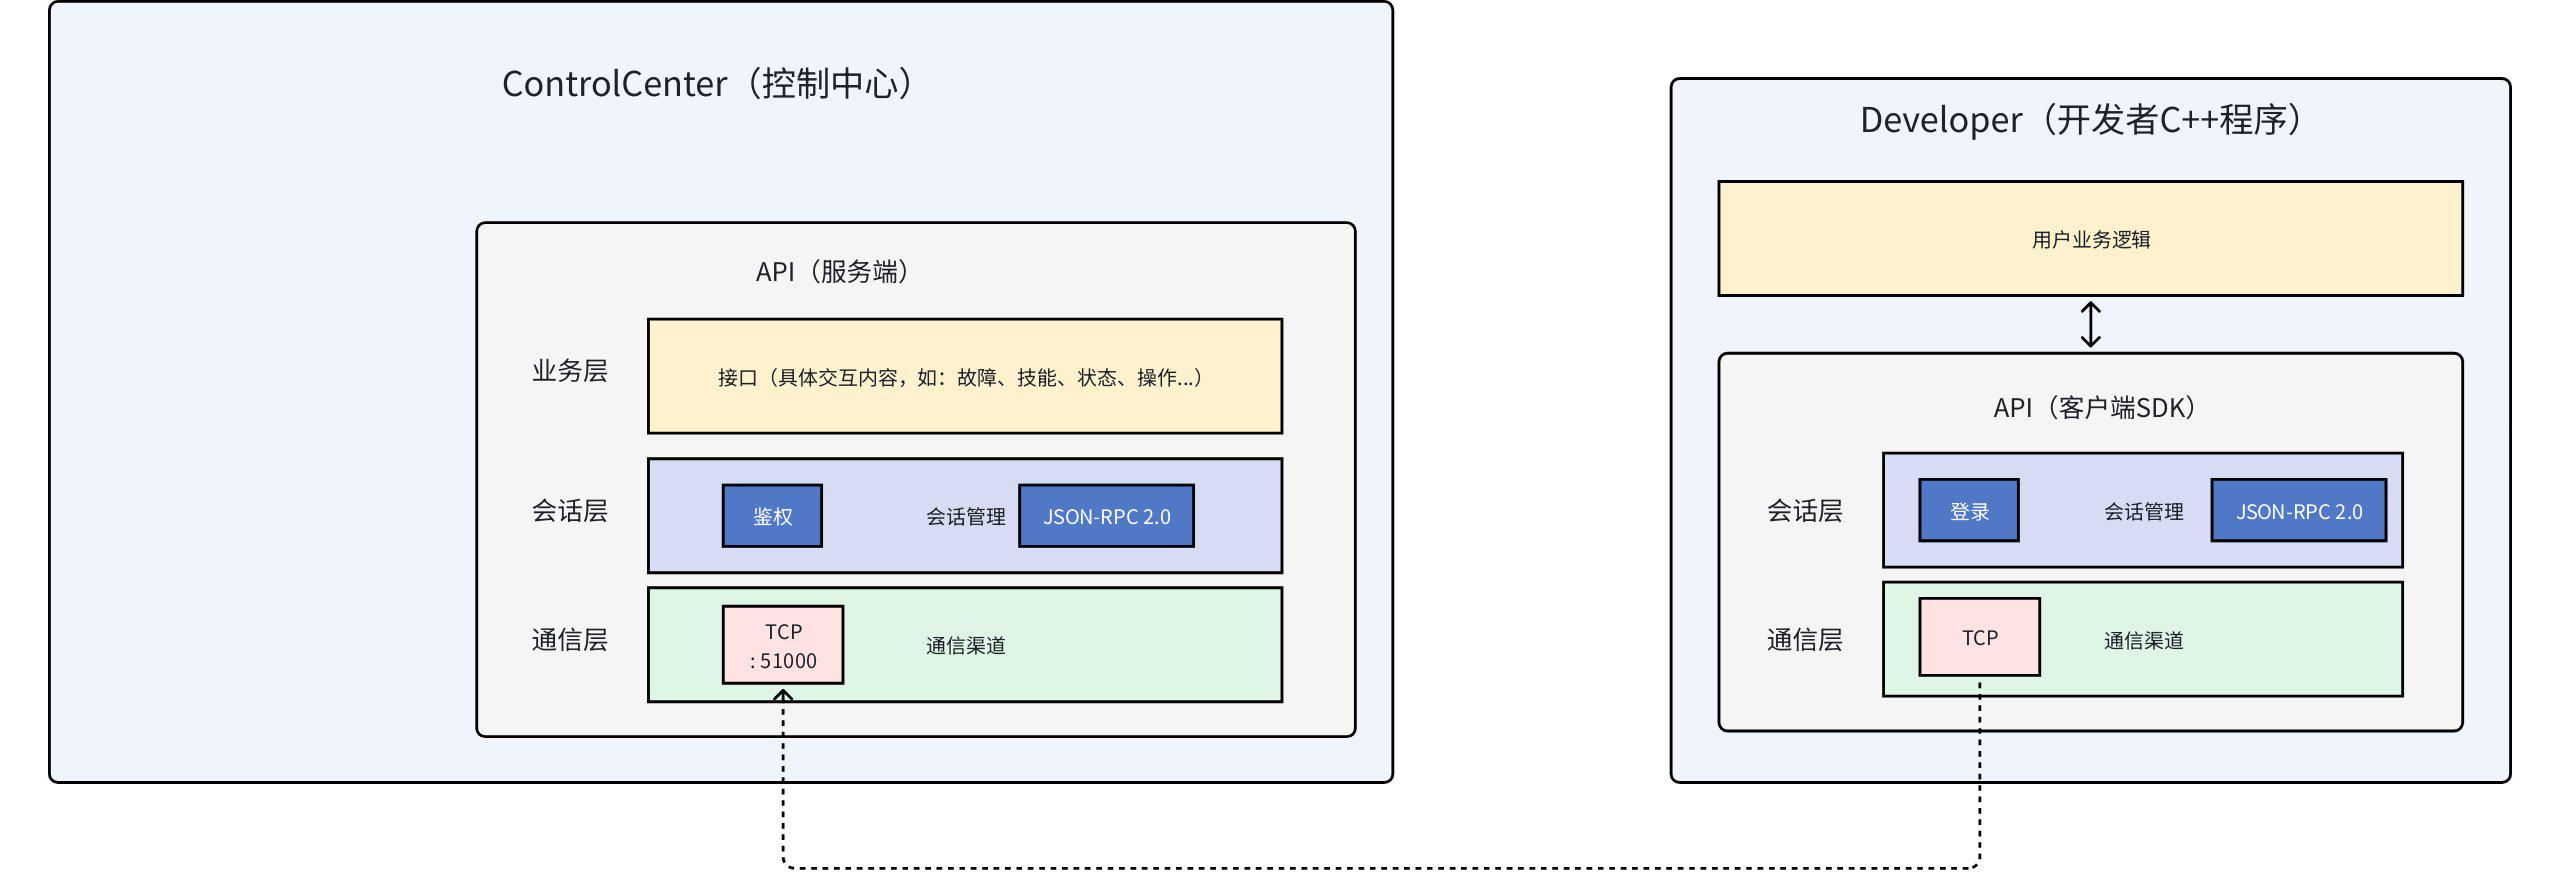 ControlCenter（控制中心）
API（服务端）
业务层
接口（具体交互内容，如：故障、技能、状态、操作...）
会话层
鉴权
会话管理
JSON-RPC 2.0
通信层
TCP
: 51000
通信渠道
Developer（开发者C++程序）
用户业务逻辑
API（客户端SDK）
会话层
登录
会话管理
JSON-RPC 2.0
通信层
TCP
通信渠道